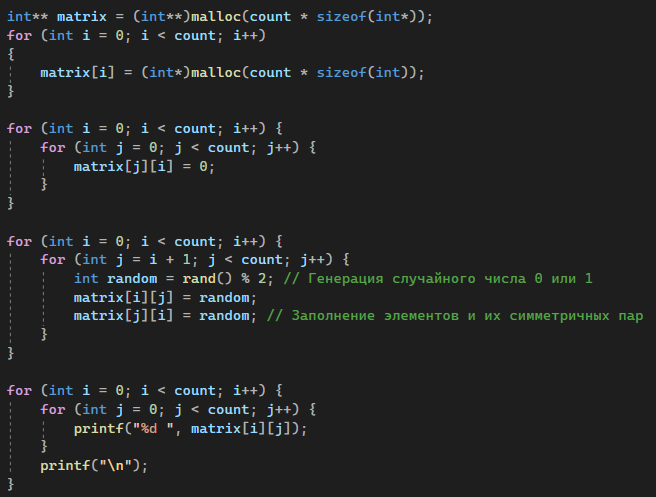 int** matrix = (int**)malloc(count * sizeof(int*));
for (int i = 0; i < count; i++)
{
    matrix[i] = (int*)malloc(count * sizeof(int));
}

for (int i = 0; i < count; i++) {
    for (int j = 0; j < count; j++) {
        matrix[j][i] = 0;
    }
}

for (int i = 0; i < count; i++) {
    for (int j = i + 1; j < count; j++) {
        int random = rand() % 2; // Генерация случайного числа 0 или 1
        matrix[i][j] = random;
        matrix[j][i] = random; // Заполнение элементов и их симметричных пар
    }
}

for (int i = 0; i < count; i++) {
    for (int j = 0; j < count; j++) {
        printf("%d ", matrix[i][j]);
    }
    printf("\n");
}